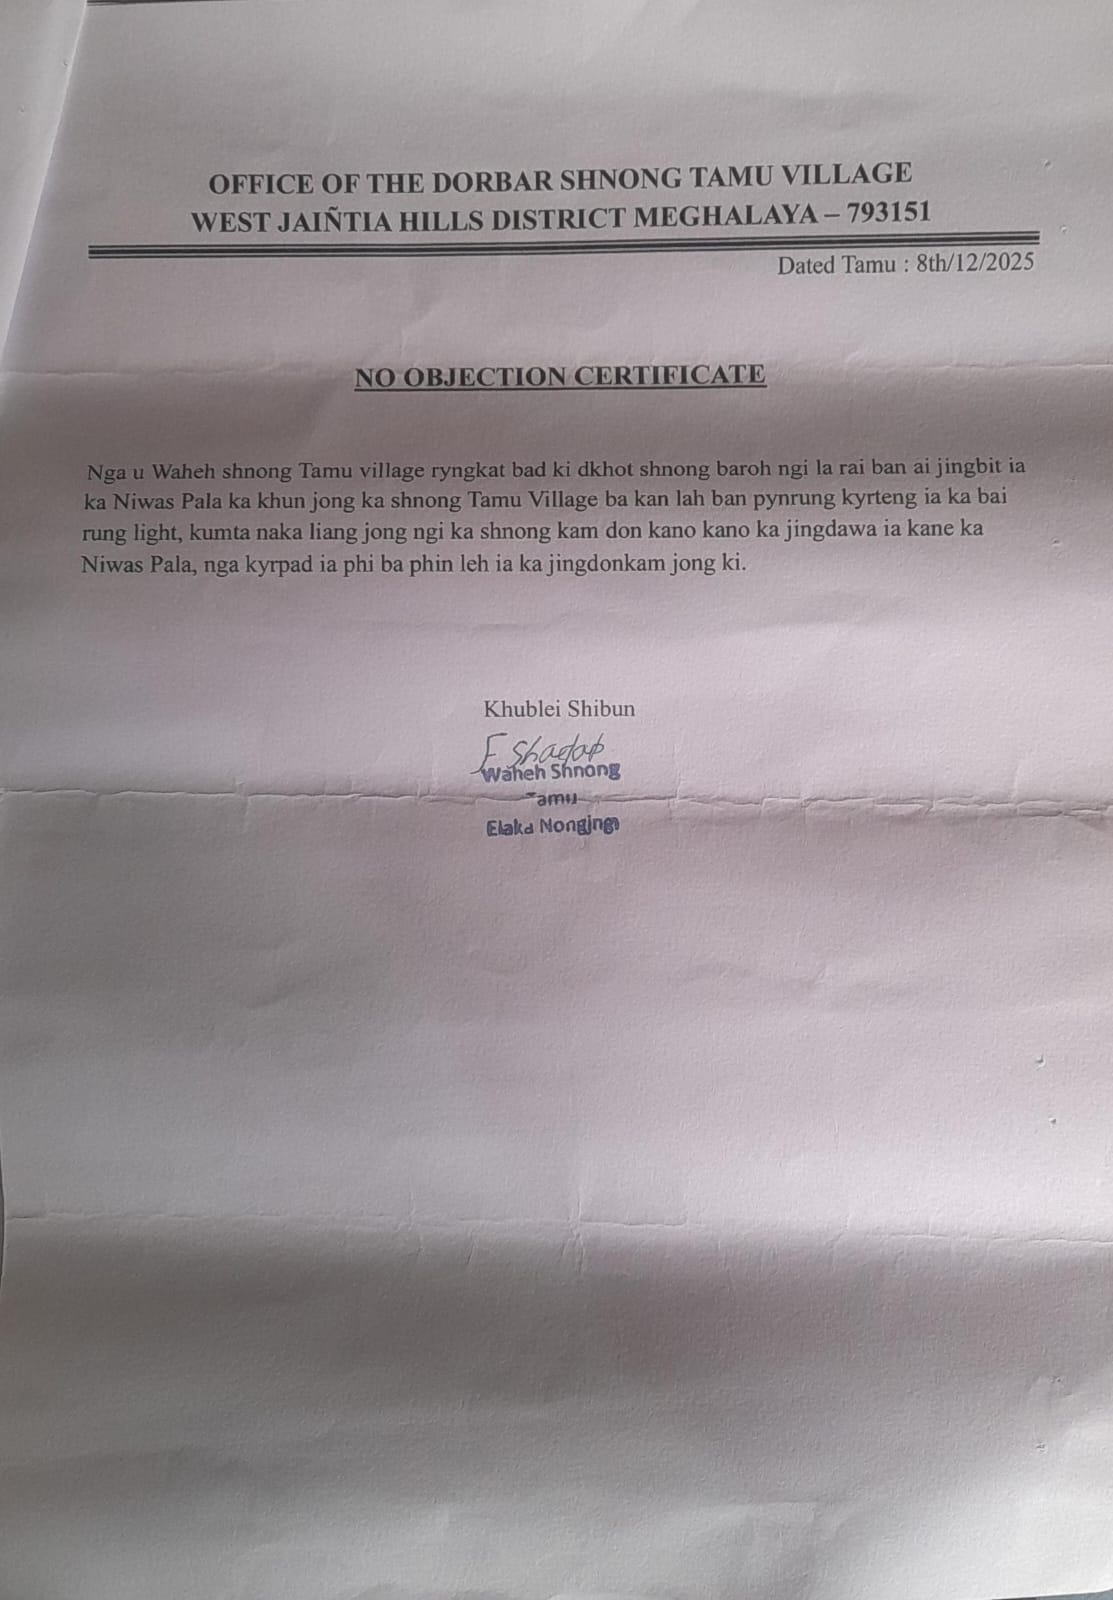 OFFICE OF THE DORBAR SHNONG TAMU VILLAGE
WEST JAIÑTIA HILLS DISTRICT MEGHALAYA – 793151
Dated Tamu : 8th/12/2025
NO OBJECTION CERTIFICATE
Nga u Waheh shnong Tamu village ryngkat bad ki dkhot shnong baroh ngi la rai ban ai jingbit ia
ka Niwas Pala ka khun jong ka shnong Tamu Village ba kan lah ban pynrung kyrteng ia ka bai
rung light, kumta naka liang jong ngi ka shnong kam don kano kano ka jingdawa ia kane ka
Niwas Pala, nga kyrpad ia phi ba phin leh ia ka jingdonkam jong ki.
Khublei Shibun
Waheh Shnong
Elaka